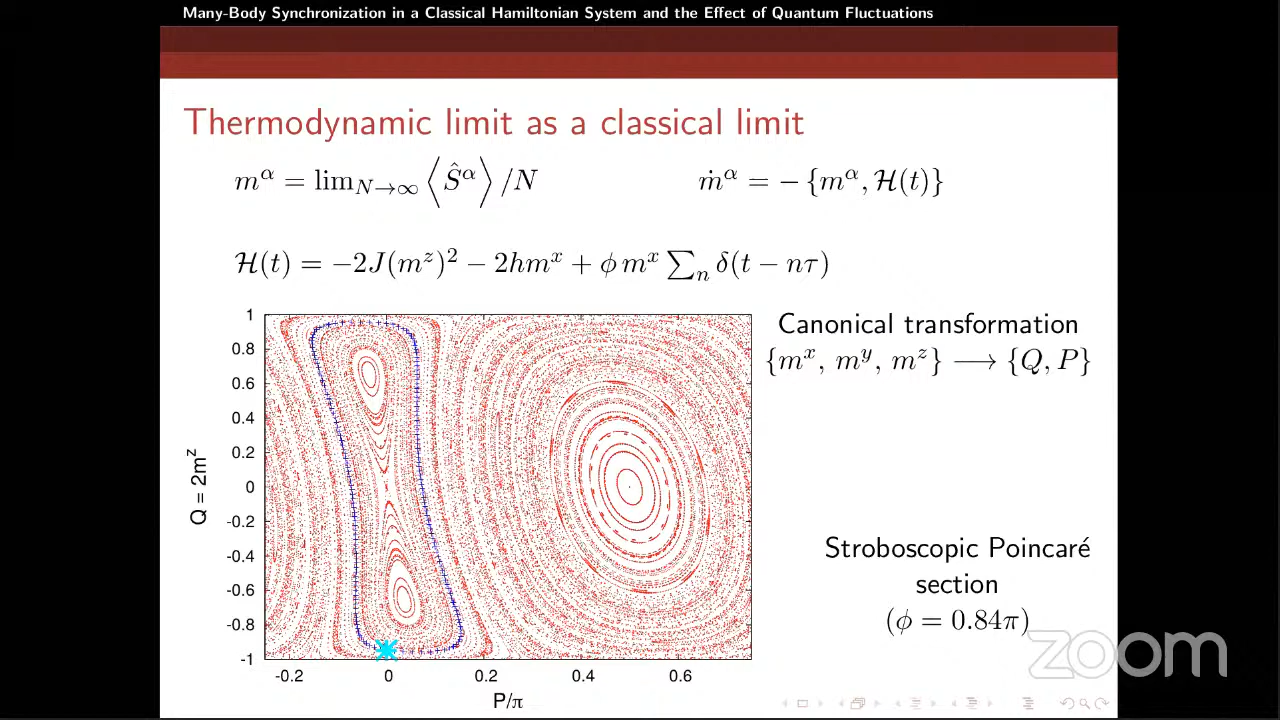 Many-Body Synchronization in a Classical Hamiltonian System and the Effect of Quantum Fluctuations
Thermodynamic limit as a classical limit
m^α = lim_{N→∞} ⟨Ŝ^α⟩ /N
ṁ^α = − {m^α, ℋ(t)}
ℋ(t) = −2J(m^z)² − 2hm^x + ϕ m^x ∑_n δ(t − nτ)
Canonical transformation
{m^x, m^y, m^z} ⟶ {Q, P}
1
0.8
0.6
0.4
0.2
0
-0.2
-0.4
-0.6
-0.8
-1
Q = 2m^z
-0.2 0 0.2 0.4 0.6
P/π
Stroboscopic Poincaré
section
(ϕ = 0.84π)
zoom